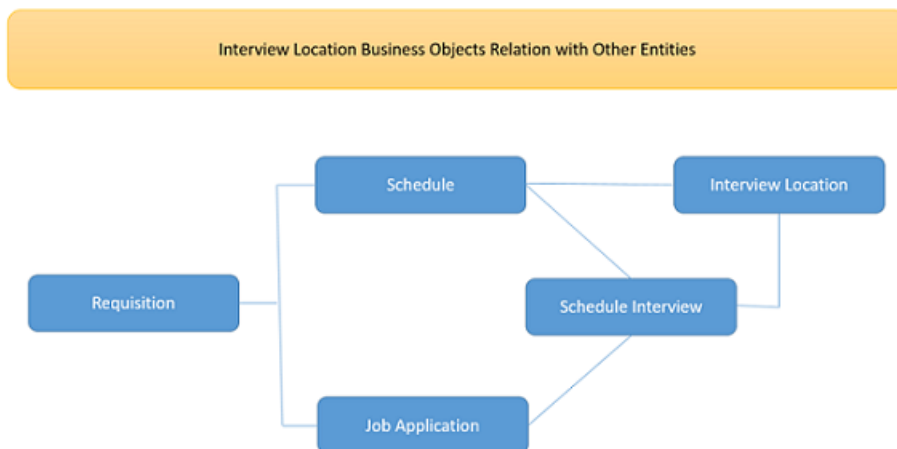 Interview Location Business Objects Relation with Other Entities
Schedule
Interview Location
Requisition
Schedule Interview
Job Application